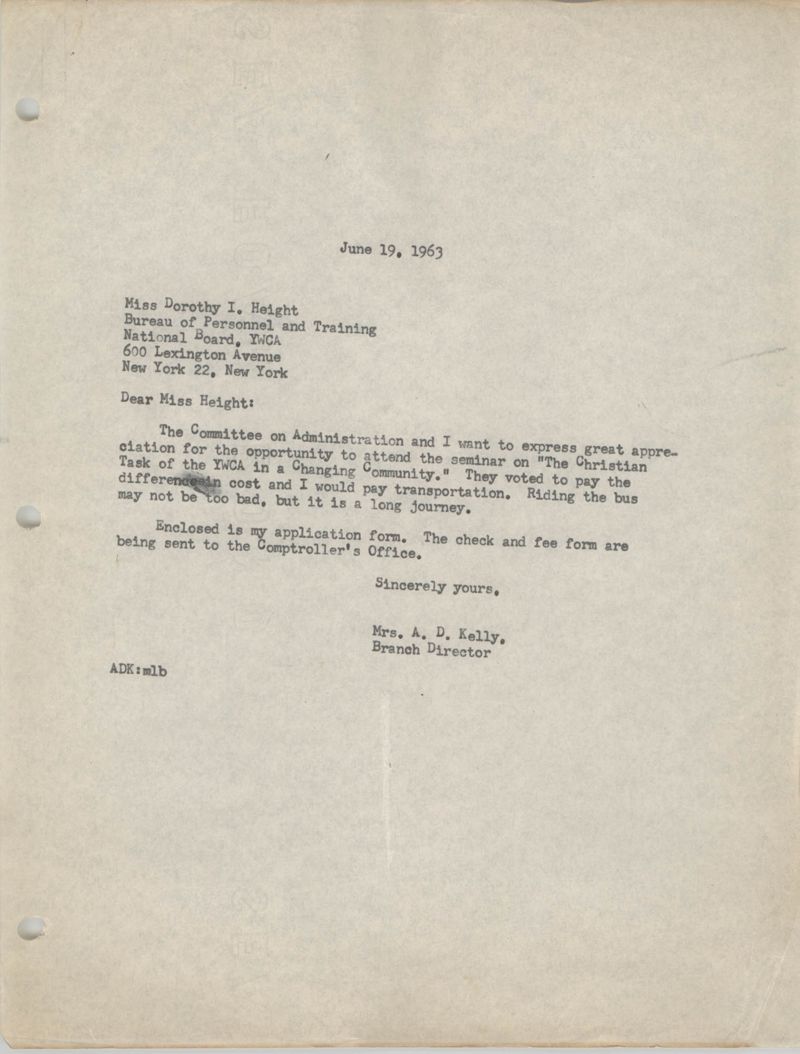 June 19, 1963
Miss Dorothy I. Height
Bureau of Personnel and Training
National Board, YWCA
600 Lexington Avenue
New York 22, New York
Dear Miss Height:
The Committee on Administration and I want to express great appre-
ciation for the opportunity to attend the seminar on "The Christian
Task of the YWCA in a Changing Community." They voted to pay the
difference in cost and I would pay transportation. Riding the bus
may not be too bad, but it is a long journey.
Enclosed is my application form. The check and fee form are
being sent to the Comptroller's Office.
Sincerely yours,
Mrs. A. D. Kelly,
Branch Director
ADK:mlb